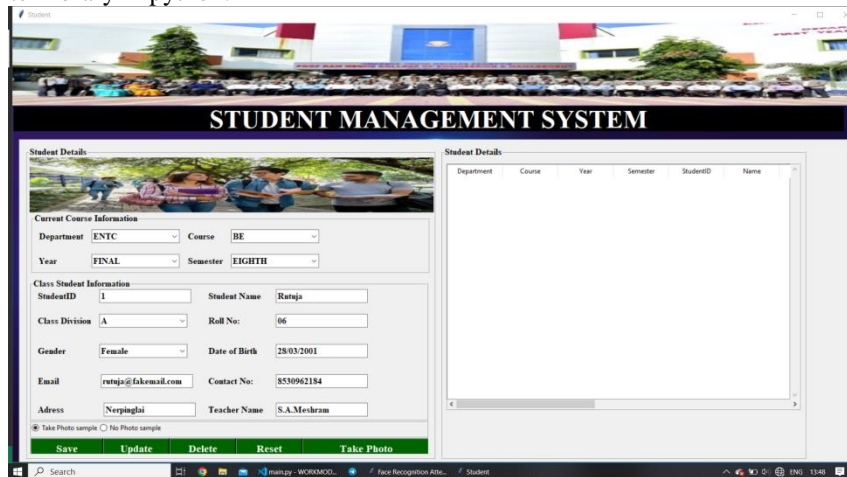 Student
STUDENT MANAGEMENT SYSTEM
Student Details
Current Course Information
Department ENTC Course BE
Year FINAL Semester EIGHTH
Class Student Information
StudentID 1 Student Name Rutuja
Class Division A Roll No: 06
Gender Female Date of Birth 28/03/2001
Email rutuja@fakemail.com Contact No: 8530962184
Adress Nerpinglai Teacher Name S.A.Meshram
Take Photo sample No Photo sample
Save Update Delete Reset Take Photo
Student Details
Department Course Year Semester StudentID Name
Search main.py - WORKMOD... Face Recognition Atte... Student ENG 13:48